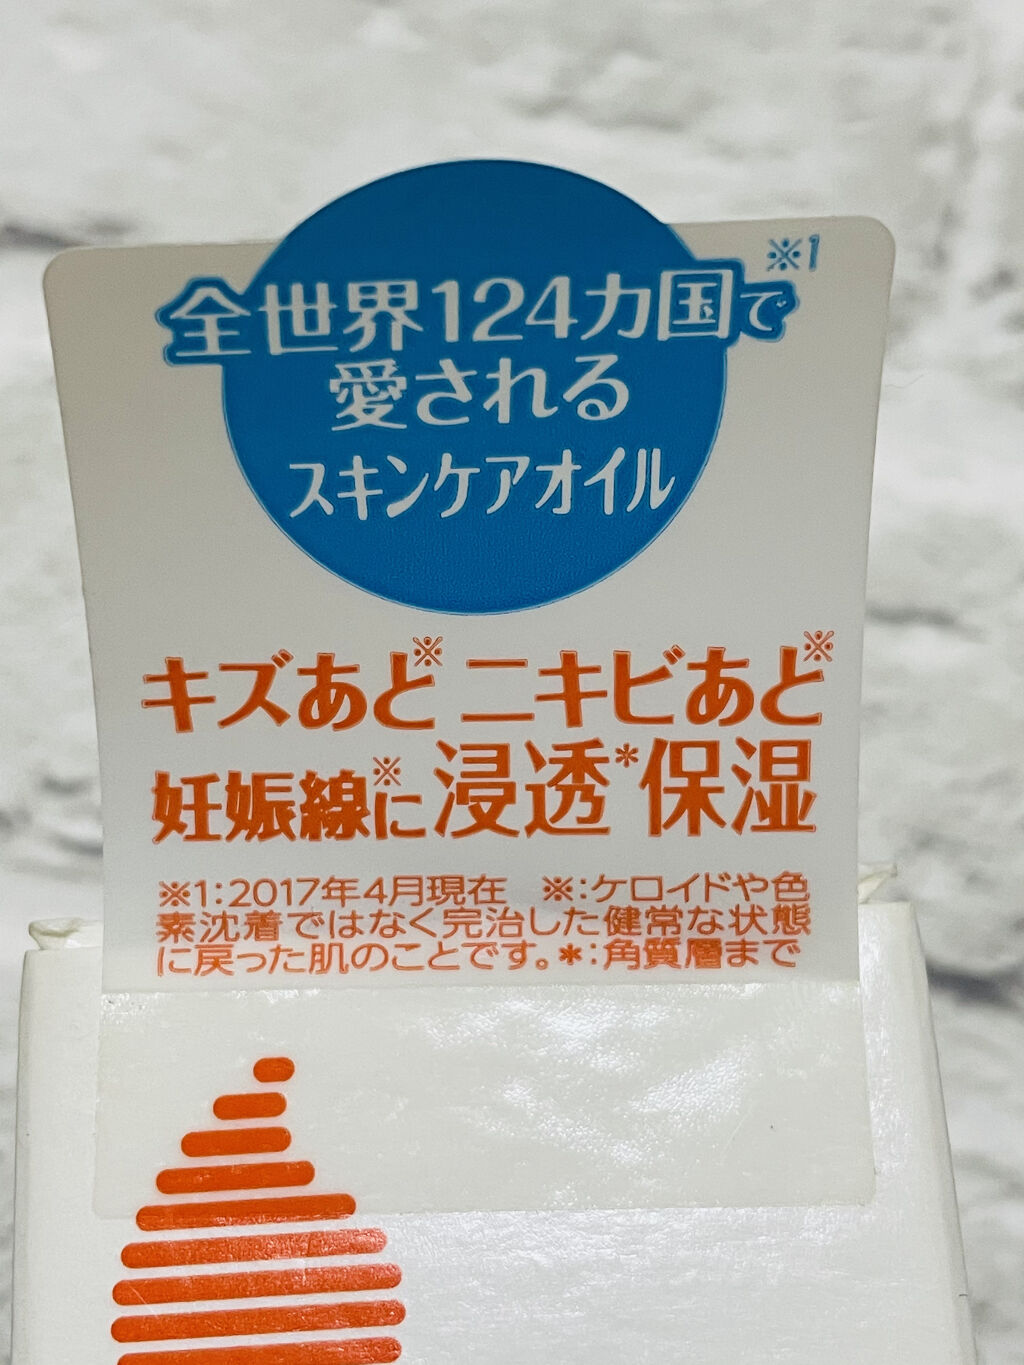 全世界124カ国で※1
愛される
スキンケアオイル
キズあと※ ニキビあと※
妊娠線※に浸透*保湿
※1:2017年4月現在　※:ケロイドや色
素沈着ではなく完治した健常な状態
に戻った肌のことです。*:角質層まで